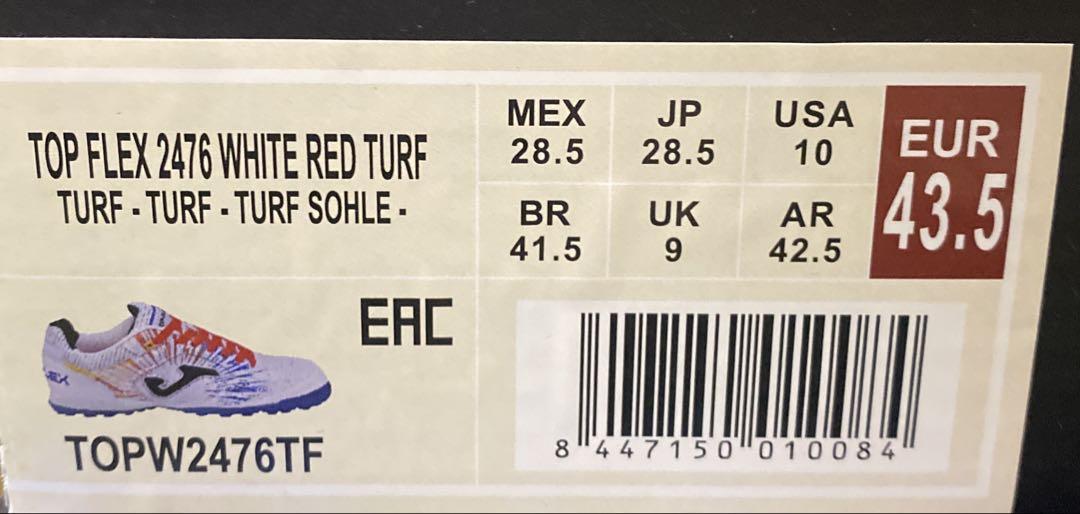 TOP FLEX 2476 WHITE RED TURF
TURF - TURF - TURF SOHLE -
MEX JP USA
28.5 28.5 10
BR UK AR
41.5 9 42.5
EUR
43.5
EAC
TOPW2476TF
8 447150 010084